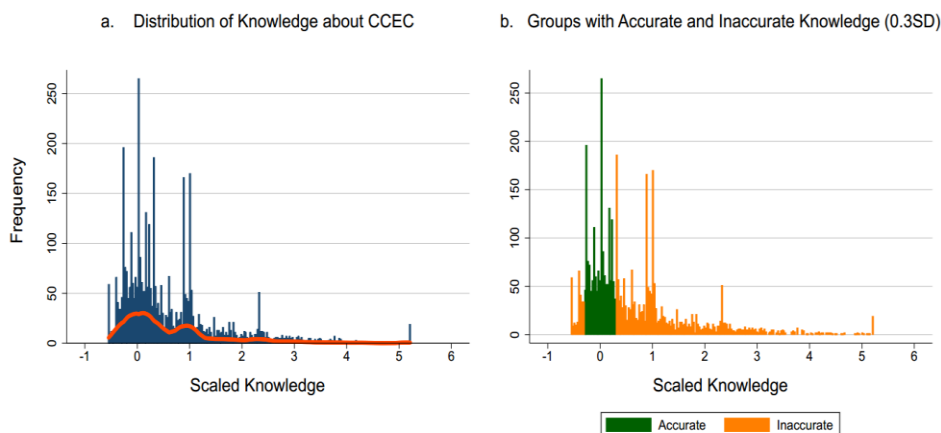 a. Distribution of Knowledge about CCEC
b. Groups with Accurate and Inaccurate Knowledge (0.3SD)
Frequency
250
200
150
100
50
0
-1 0 1 2 3 4 5 6
Scaled Knowledge
250
200
150
100
50
0
-1 0 1 2 3 4 5 6
Scaled Knowledge
Accurate Inaccurate